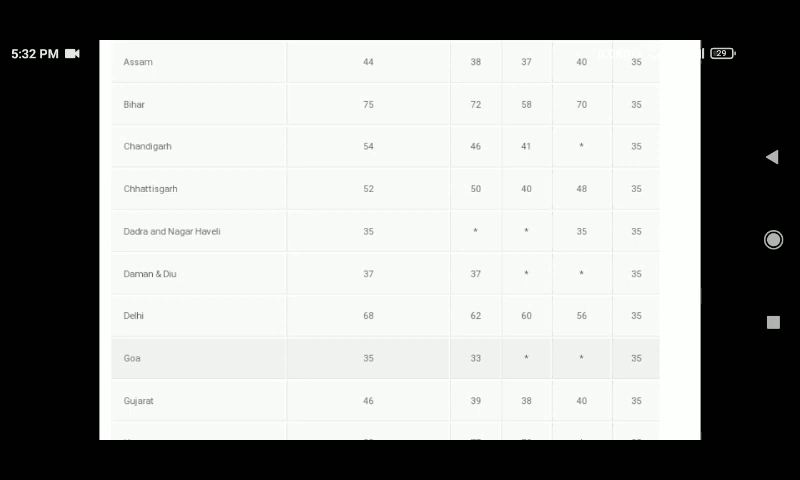 5:32 PM
29
Assam 44 38 37 40 35
Bihar 75 72 58 70 35
Chandigarh 54 46 41 * 35
Chhattisgarh 52 50 40 48 35
Dadra and Nagar Haveli 35 * * 35 35
Daman & Diu 37 37 * * 35
Delhi 68 62 60 56 35
Goa 35 33 * * 35
Gujarat 46 39 38 40 35